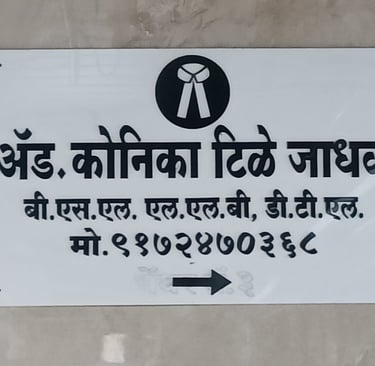 ॲड. कोनिका टिळे जाधव
बी.एस.एल. एल.एल.बी, डी.टी.एल.
मो.९१७२४७०३६८